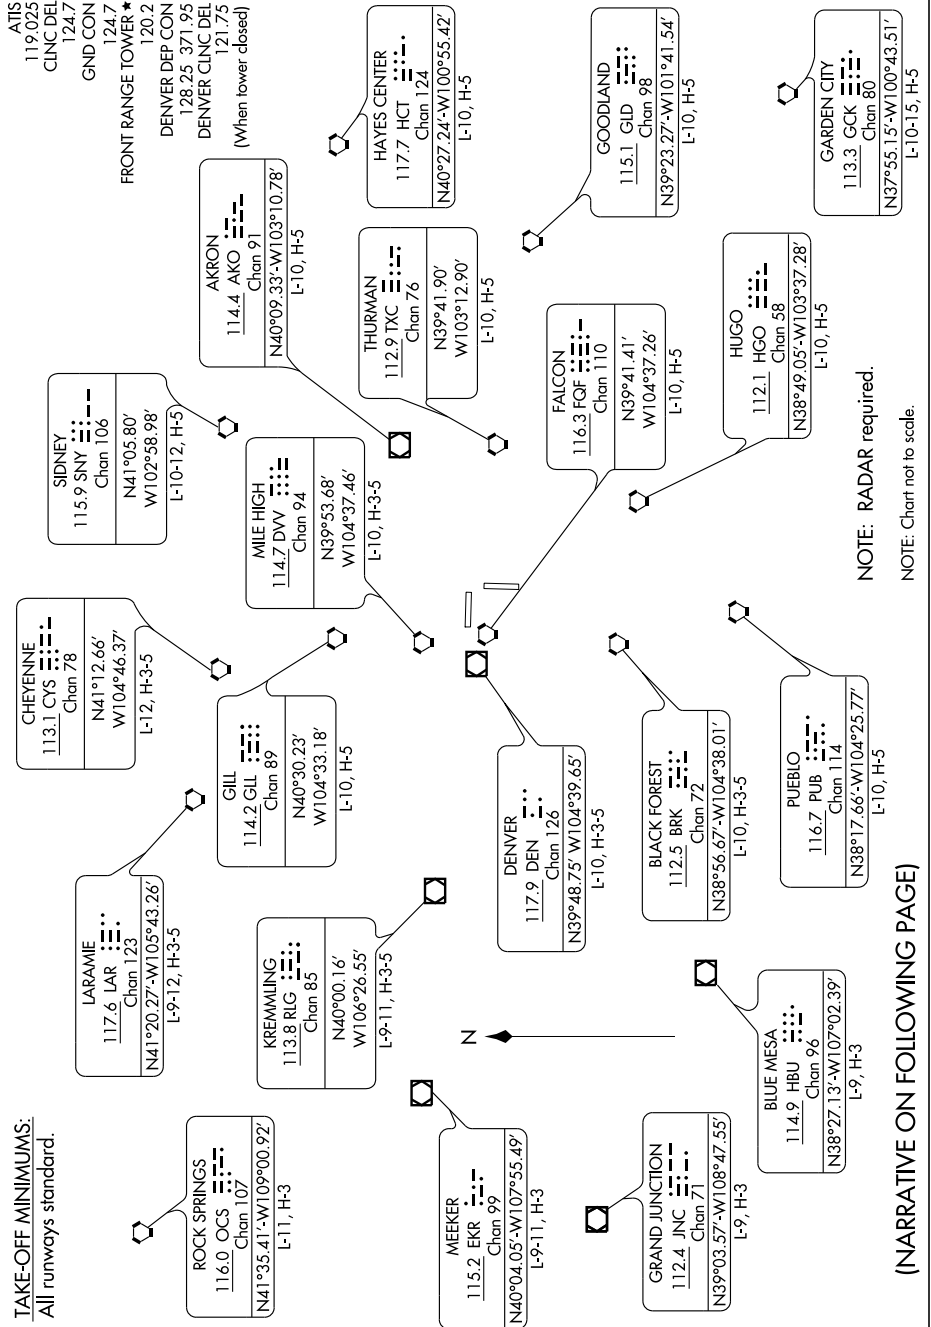 TAKE-OFF MINIMUMS:
All runways standard.
ATIS
119.025
CLNC DEL
124.7
GND CON
124.7
FRONT RANGE TOWER★
120.2
DENVER DEP CON
128.25 371.95
DENVER CLNC DEL
121.75
(When tower closed)
ROCK SPRINGS
116.0 OCS
Chan 107
N41°35.41′-W109°00.92′
L-11, H-3
LARAMIE
117.6 LAR
Chan 123
N41°20.27′-W105°43.26′
L-9-12, H-3-5
CHEYENNE
113.1 CYS
Chan 78
N41°12.66′
W104°46.37′
L-12, H-3-5
SIDNEY
115.9 SNY
Chan 106
N41°05.80′
W102°58.98′
L-10-12, H-5
AKRON
114.4 AKO
Chan 91
N40°09.33′-W103°10.78′
L-10, H-5
HAYES CENTER
117.7 HCT
Chan 124
N40°27.24′-W100°55.42′
L-10, H-5
GILL
114.2 GLL
Chan 89
N40°30.23′
W104°33.18′
L-10, H-5
MILE HIGH
114.7 DVV
Chan 94
N39°53.68′
W104°37.46′
L-10, H-3-5
KREMMLING
113.8 RLG
Chan 85
N40°00.16′
W106°26.55′
L-9-11, H-3-5
THURMAN
112.9 TXC
Chan 76
N39°41.90′
W103°12.90′
L-10, H-5
MEEKER
115.2 EKR
Chan 99
N40°04.05′-W107°55.49′
L-9-11, H-3
N
DENVER
117.9 DEN
Chan 126
N39°48.75′ W104°39.65′
L-10, H-3-5
FALCON
116.3 FQF
Chan 110
N39°41.41′
W104°37.26′
L-10, H-5
GOODLAND
115.1 GLD
Chan 98
N39°23.27′-W101°41.54′
L-10, H-5
GRAND JUNCTION
112.4 JNC
Chan 71
N39°03.57′-W108°47.55′
L-9, H-3
BLACK FOREST
112.5 BRK
Chan 72
N38°56.67′-W104°38.01′
L-10, H-3-5
HUGO
112.1 HGO
Chan 58
N38°49.05′-W103°37.28′
L-10, H-5
BLUE MESA
114.9 HBU
Chan 96
N38°27.13′-W107°02.39′
L-9, H-3
PUEBLO
116.7 PUB
Chan 114
N38°17.66′-W104°25.77′
L-10, H-5
GARDEN CITY
113.3 GCK
Chan 80
N37°55.15′-W100°43.51′
L-10-15, H-5
NOTE: RADAR required.
NOTE: Chart not to scale.
(NARRATIVE ON FOLLOWING PAGE)